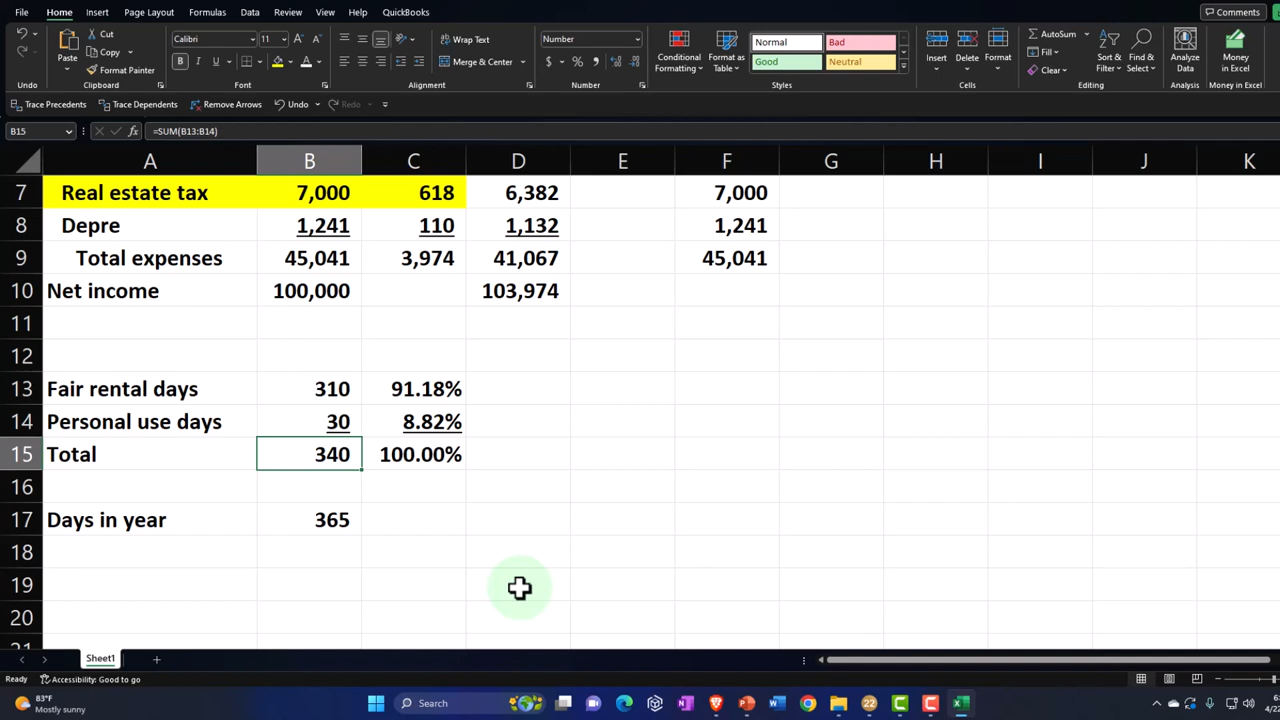 File Home Insert Page Layout Formulas Data Review View Help QuickBooks Comments
Undo
Paste
Cut
Copy
Format Painter
Clipboard
Calibri 11
B I U
Font
Wrap Text
Merge & Center
Alignment
Number
$ % ,
Number
Conditional Formatting
Format as Table
Normal Bad
Good Neutral
Styles
Insert Delete Format
Cells
AutoSum
Fill
Clear
Sort & Filter
Find & Select
Editing
Analyze Data
Analysis
Money in Excel
Money in Excel
Trace Precedents Trace Dependents Remove Arrows Undo Redo
B15 fx =SUM(B13:B14)
A B C D E F G H I J K
7 Real estate tax 7,000 618 6,382 7,000
8 Depre 1,241 110 1,132 1,241
9 Total expenses 45,041 3,974 41,067 45,041
10 Net income 100,000 103,974
11
12
13 Fair rental days 310 91.18%
14 Personal use days 30 8.82%
15 Total 340 100.00%
16
17 Days in year 365
18
19
20
Sheet1
Ready Accessibility: Good to go
83°F
Mostly sunny
Search
22